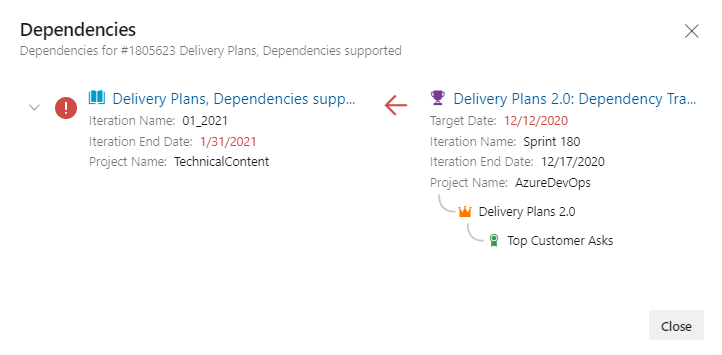 Dependencies
Dependencies for #1805623 Delivery Plans, Dependencies supported
Delivery Plans, Dependencies supp...
Iteration Name: 01_2021
Iteration End Date: 1/31/2021
Project Name: TechnicalContent
Delivery Plans 2.0: Dependency Tra...
Target Date: 12/12/2020
Iteration Name: Sprint 180
Iteration End Date: 12/17/2020
Project Name: AzureDevOps
Delivery Plans 2.0
Top Customer Asks
Close